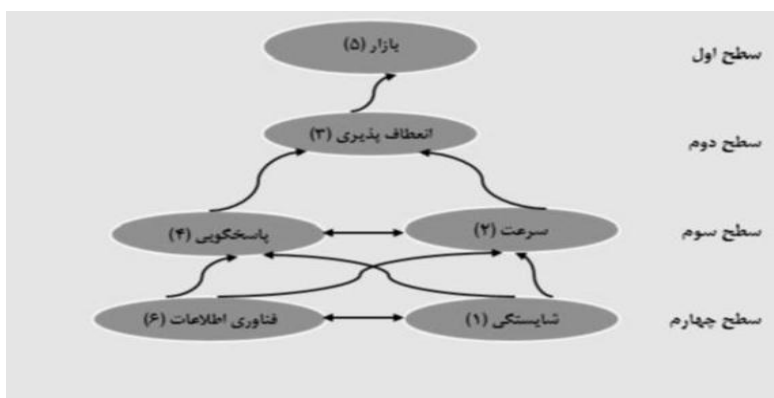 بازار (۵)
سطح اول
انعطاف پذیری (۳)
سطح دوم
سرعت (۲)
پاسخگویی (۴)
سطح سوم
شایستگی (۱)
فناوری اطلاعات (۶)
سطح چهارم